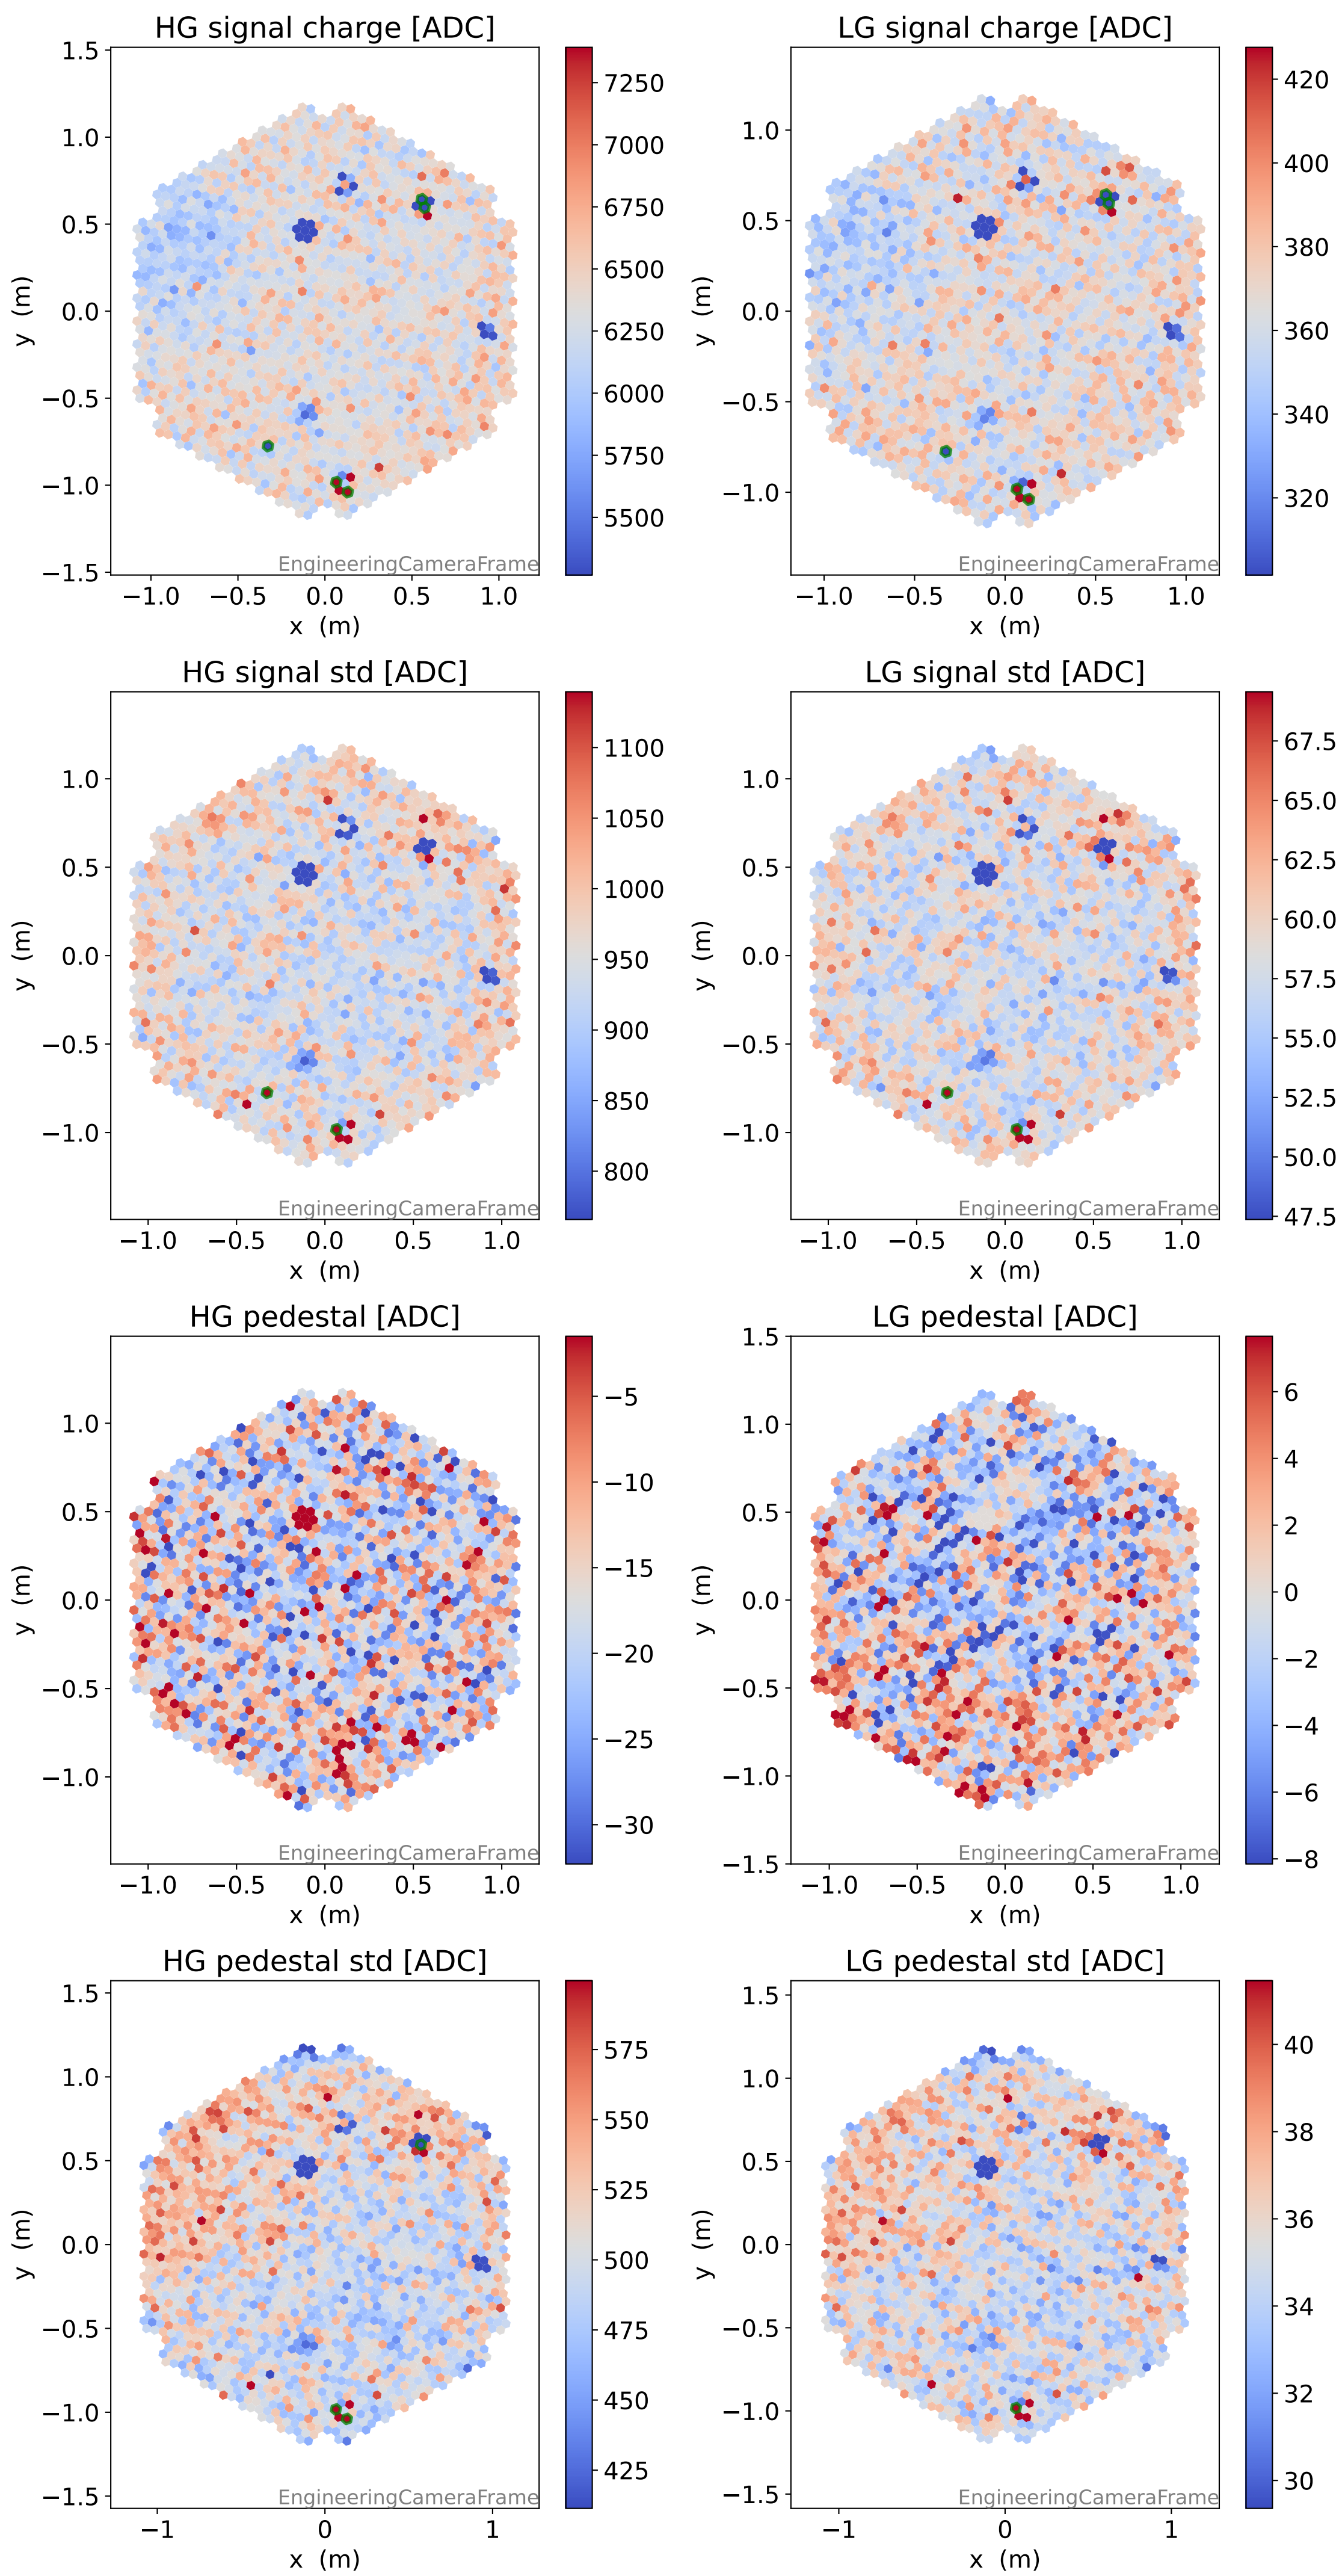 HG signal charge [ADC]
1.5
1.0
0.5
0.0
−0.5
−1.0
−1.5
y (m)
−1.0 −0.5 0.0 0.5 1.0
x (m)
EngineeringCameraFrame
7250
7000
6750
6500
6250
6000
5750
5500
LG signal charge [ADC]
1.0
0.5
0.0
−0.5
−1.0
y (m)
−1.0 −0.5 0.0 0.5 1.0
x (m)
EngineeringCameraFrame
420
400
380
360
340
320
HG signal std [ADC]
1.0
0.5
0.0
−0.5
−1.0
y (m)
−1.0 −0.5 0.0 0.5 1.0
x (m)
EngineeringCameraFrame
1100
1050
1000
950
900
850
800
LG signal std [ADC]
1.0
0.5
0.0
−0.5
−1.0
y (m)
−1.0 −0.5 0.0 0.5 1.0
x (m)
EngineeringCameraFrame
67.5
65.0
62.5
60.0
57.5
55.0
52.5
50.0
47.5
HG pedestal [ADC]
1.0
0.5
0.0
−0.5
−1.0
y (m)
−1.0 −0.5 0.0 0.5 1.0
x (m)
EngineeringCameraFrame
−5
−10
−15
−20
−25
−30
LG pedestal [ADC]
1.5
1.0
0.5
0.0
−0.5
−1.0
−1.5
y (m)
−1.0 −0.5 0.0 0.5 1.0
x (m)
EngineeringCameraFrame
6
4
2
0
−2
−4
−6
−8
HG pedestal std [ADC]
1.5
1.0
0.5
0.0
−0.5
−1.0
−1.5
y (m)
−1 0 1
x (m)
EngineeringCameraFrame
575
550
525
500
475
450
425
LG pedestal std [ADC]
1.5
1.0
0.5
0.0
−0.5
−1.0
−1.5
y (m)
−1 0 1
x (m)
EngineeringCameraFrame
40
38
36
34
32
30